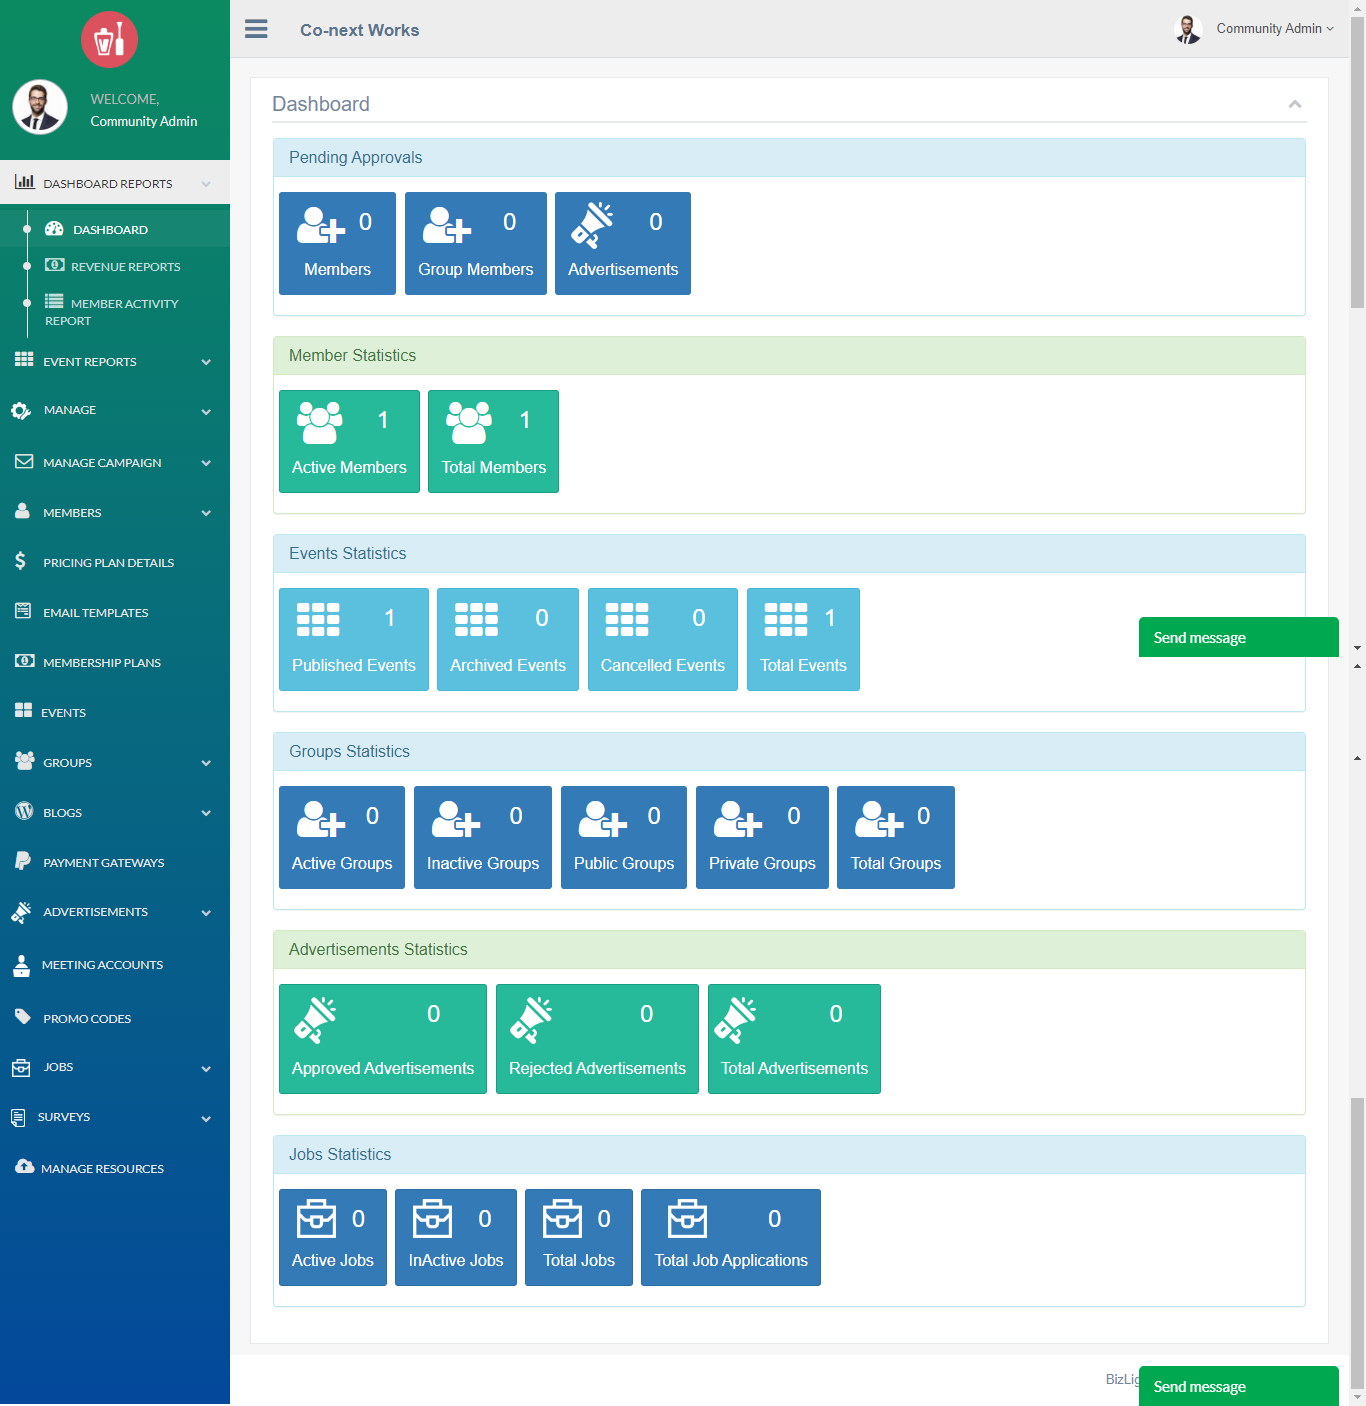 Co-next Works
Community Admin
WELCOME,
Community Admin
DASHBOARD REPORTS
DASHBOARD
REVENUE REPORTS
MEMBER ACTIVITY
REPORT
EVENT REPORTS
MANAGE
MANAGE CAMPAIGN
MEMBERS
PRICING PLAN DETAILS
EMAIL TEMPLATES
MEMBERSHIP PLANS
EVENTS
GROUPS
BLOGS
PAYMENT GATEWAYS
ADVERTISEMENTS
MEETING ACCOUNTS
PROMO CODES
JOBS
SURVEYS
MANAGE RESOURCES
Dashboard
Pending Approvals
0 0 0
Members Group Members Advertisements
Member Statistics
1 1
Active Members Total Members
Events Statistics
1 0 0 1
Published Events Archived Events Cancelled Events Total Events
Send message
Groups Statistics
0 0 0 0 0
Active Groups Inactive Groups Public Groups Private Groups Total Groups
Advertisements Statistics
0 0 0
Approved Advertisements Rejected Advertisements Total Advertisements
Jobs Statistics
0 0 0 0
Active Jobs InActive Jobs Total Jobs Total Job Applications
Send message